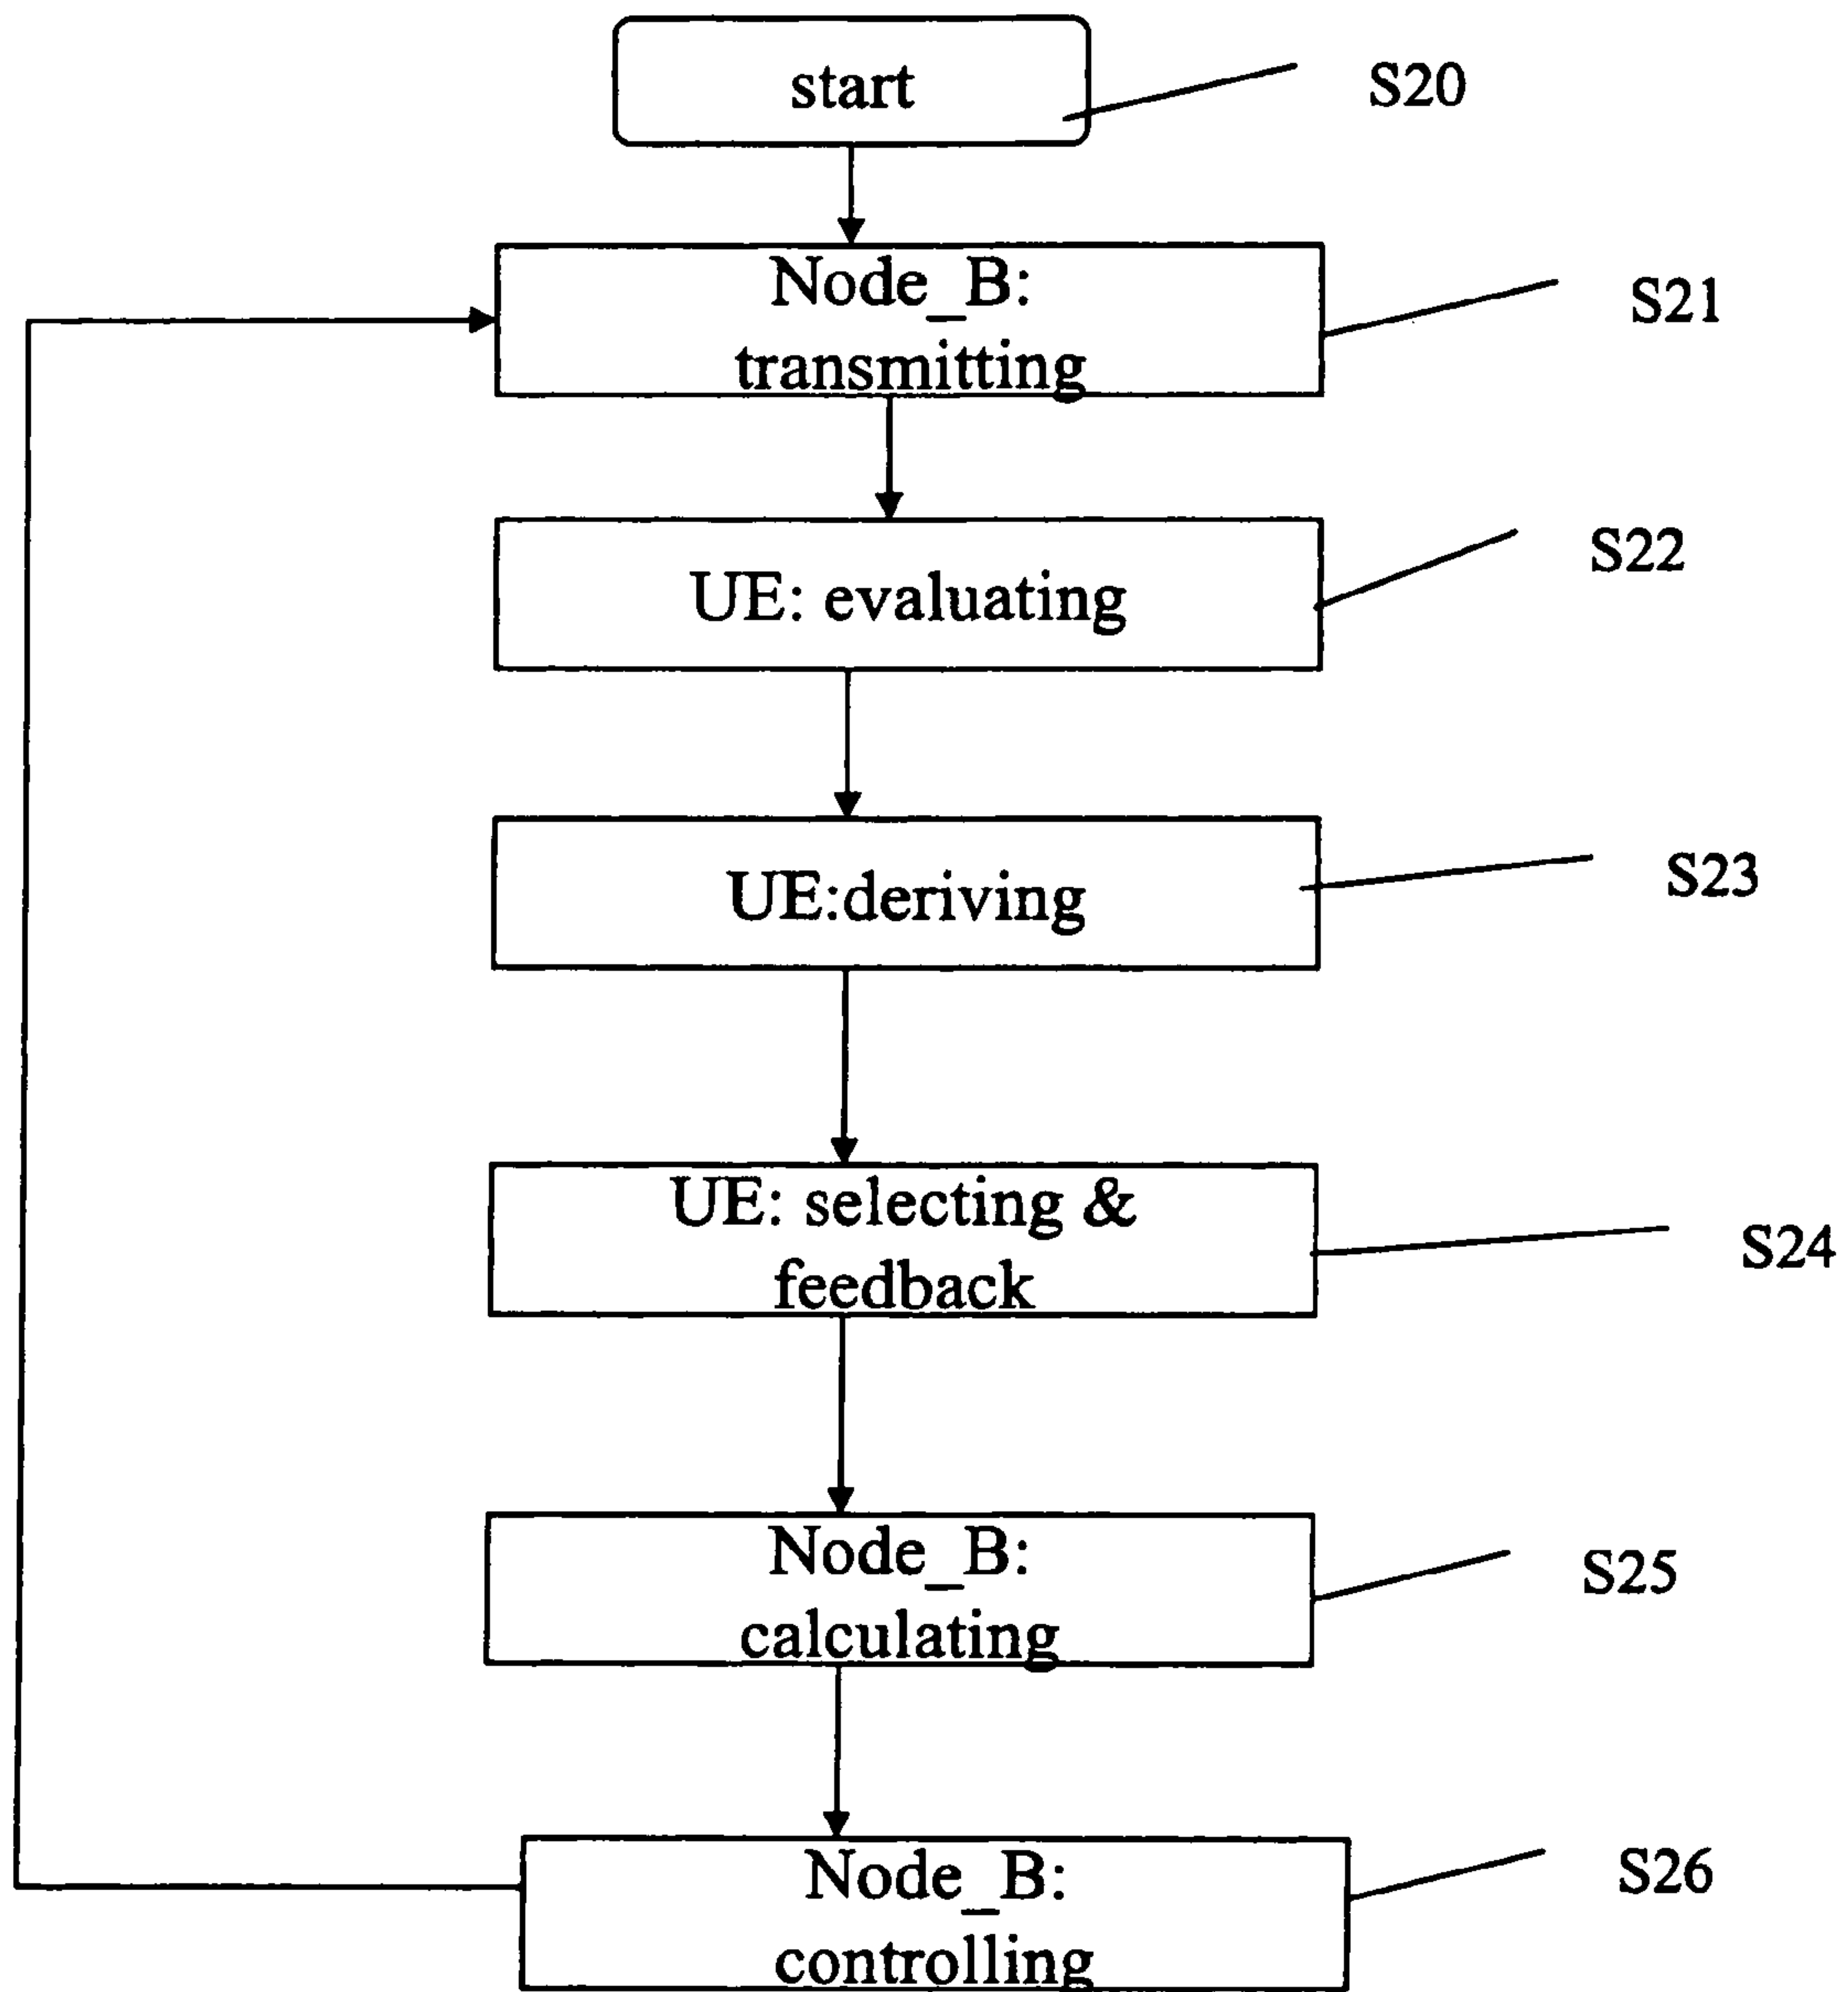 start
S20
Node_B:
transmitting
S21
UE: evaluating
S22
UE:deriving
S23
UE: selecting &
feedback
S24
Node_B:
calculating
S25
Node_B:
controlling
S26